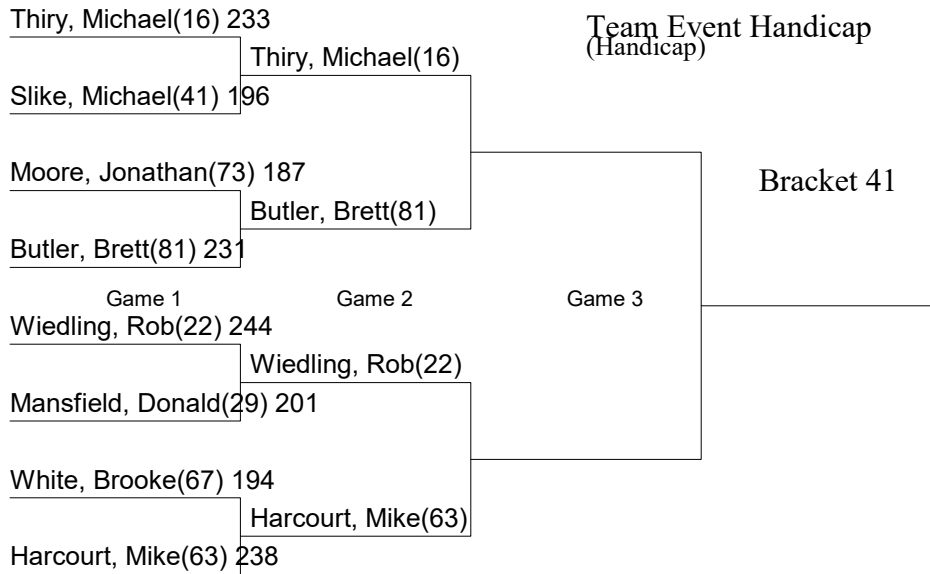 Thiry, Michael(16) 233
Team Event Handicap
(Handicap)
Thiry, Michael(16)
Slike, Michael(41) 196
Moore, Jonathan(73) 187
Bracket 41
Butler, Brett(81)
Butler, Brett(81) 231
Game 1
Game 2
Game 3
Wiedling, Rob(22) 244
Wiedling, Rob(22)
Mansfield, Donald(29) 201
White, Brooke(67) 194
Harcourt, Mike(63)
Harcourt, Mike(63) 238